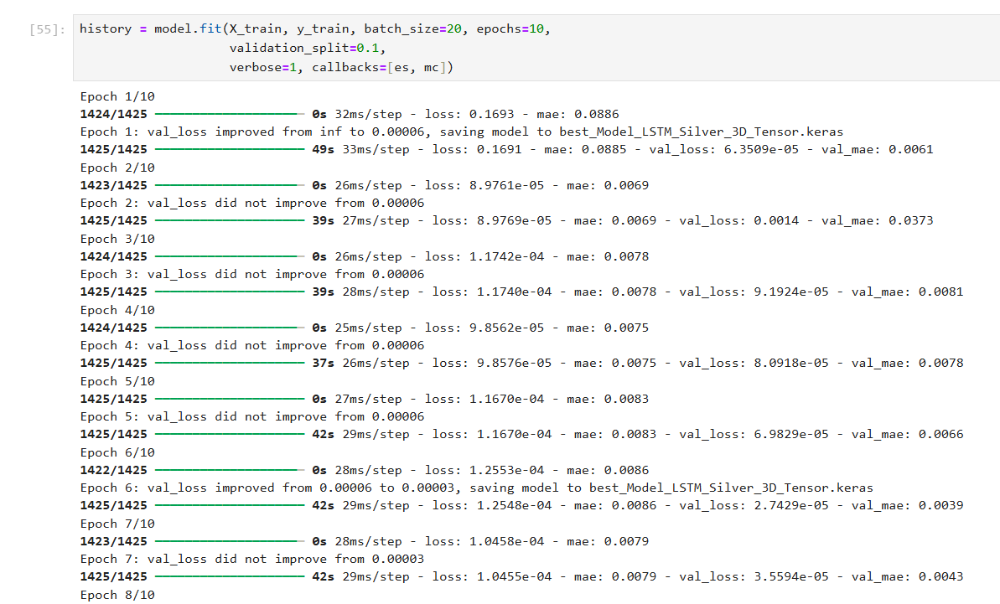 [55]: history = model.fit(X_train, y_train, batch_size=20, epochs=10,
validation_split=0.1,
verbose=1, callbacks=[es, mc])
Epoch 1/10
1424/1425 0s 32ms/step - loss: 0.1693 - mae: 0.0886
Epoch 1: val_loss improved from inf to 0.00006, saving model to best_Model_LSTM_Silver_3D_Tensor.keras
1425/1425 49s 33ms/step - loss: 0.1691 - mae: 0.0885 - val_loss: 6.3509e-05 - val_mae: 0.0061
Epoch 2/10
1423/1425 0s 26ms/step - loss: 8.9761e-05 - mae: 0.0069
Epoch 2: val_loss did not improve from 0.00006
1425/1425 39s 27ms/step - loss: 8.9769e-05 - mae: 0.0069 - val_loss: 0.0014 - val_mae: 0.0373
Epoch 3/10
1424/1425 0s 26ms/step - loss: 1.1742e-04 - mae: 0.0078
Epoch 3: val_loss did not improve from 0.00006
1425/1425 39s 28ms/step - loss: 1.1740e-04 - mae: 0.0078 - val_loss: 9.1924e-05 - val_mae: 0.0081
Epoch 4/10
1424/1425 0s 25ms/step - loss: 9.8562e-05 - mae: 0.0075
Epoch 4: val_loss did not improve from 0.00006
1425/1425 37s 26ms/step - loss: 9.8576e-05 - mae: 0.0075 - val_loss: 8.0918e-05 - val_mae: 0.0078
Epoch 5/10
1424/1425 0s 27ms/step - loss: 1.1670e-04 - mae: 0.0083
Epoch 5: val_loss did not improve from 0.00006
1425/1425 42s 29ms/step - loss: 1.1670e-04 - mae: 0.0083 - val_loss: 6.9829e-05 - val_mae: 0.0066
Epoch 6/10
1422/1425 0s 28ms/step - loss: 1.2553e-04 - mae: 0.0086
Epoch 6: val_loss improved from 0.00006 to 0.00003, saving model to best_Model_LSTM_Silver_3D_Tensor.keras
1425/1425 42s 29ms/step - loss: 1.2548e-04 - mae: 0.0086 - val_loss: 2.7429e-05 - val_mae: 0.0039
Epoch 7/10
1423/1425 0s 28ms/step - loss: 1.0458e-04 - mae: 0.0079
Epoch 7: val_loss did not improve from 0.00003
1425/1425 42s 29ms/step - loss: 1.0455e-04 - mae: 0.0079 - val_loss: 3.5594e-05 - val_mae: 0.0043
Epoch 8/10